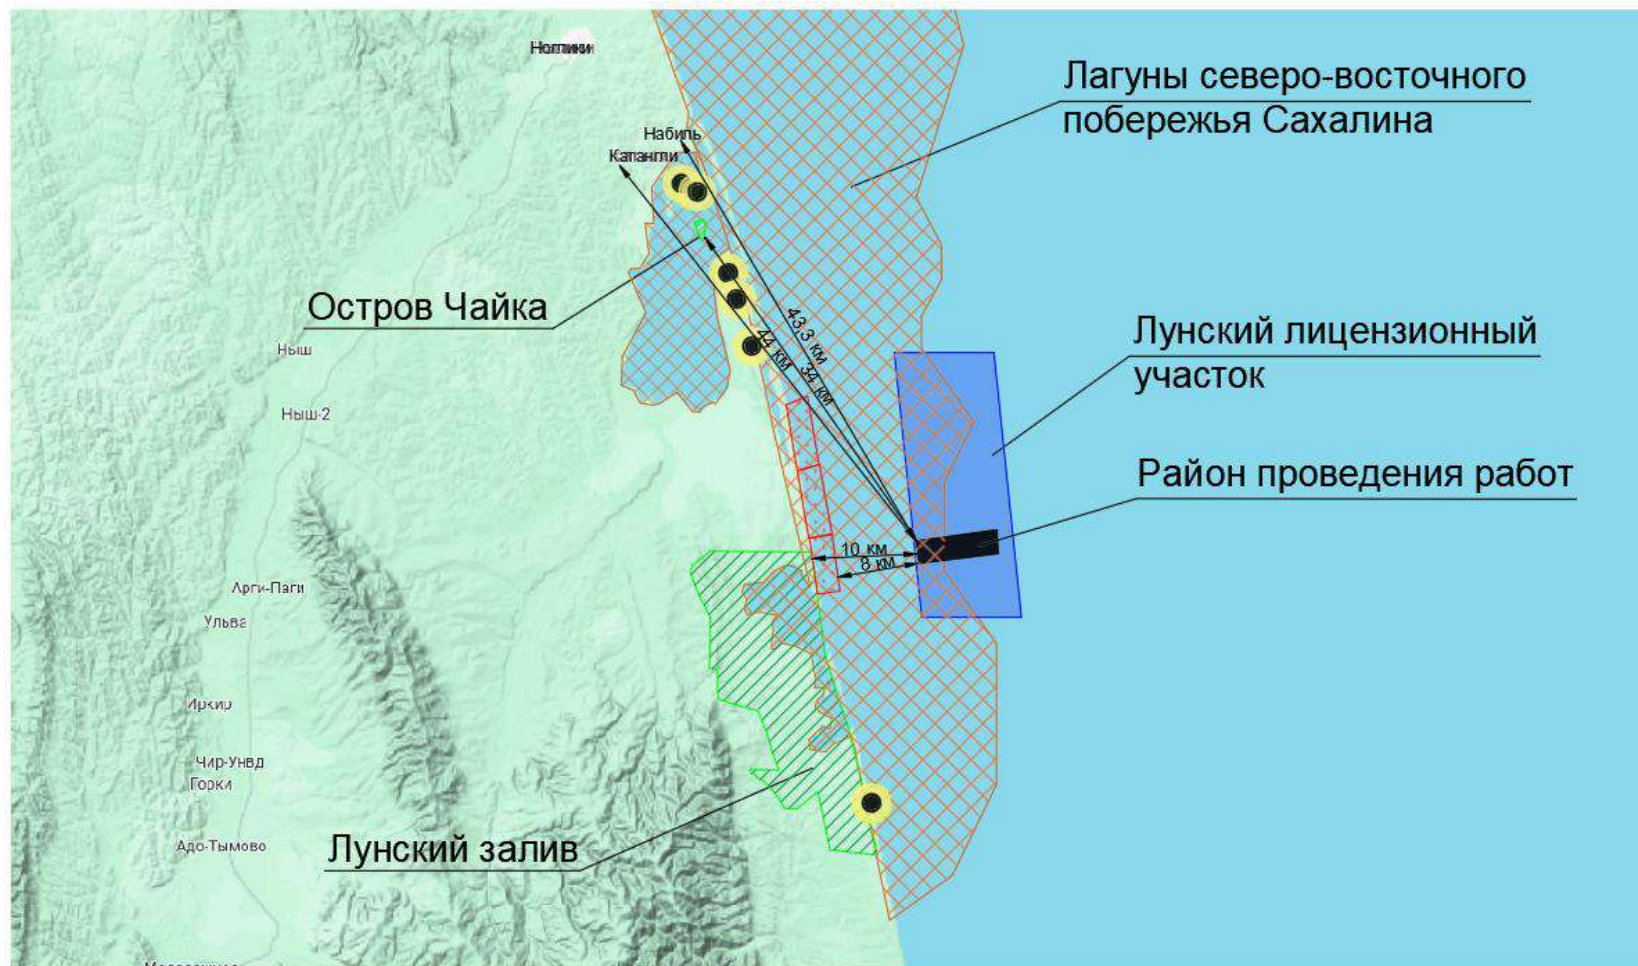 Ноглики
Лагуны северо-восточного
побережья Сахалина
Набиль
Катангли
Остров Чайка
43,3 км
44 км
34 км
Лунский лицензионный
участок
Ныш
Ныш-2
Район проведения работ
10 км
8 км
Арги-Паги
Ульва
Иркир
Чир-Унвд
Горки
Адо-Тымово
Лунский залив